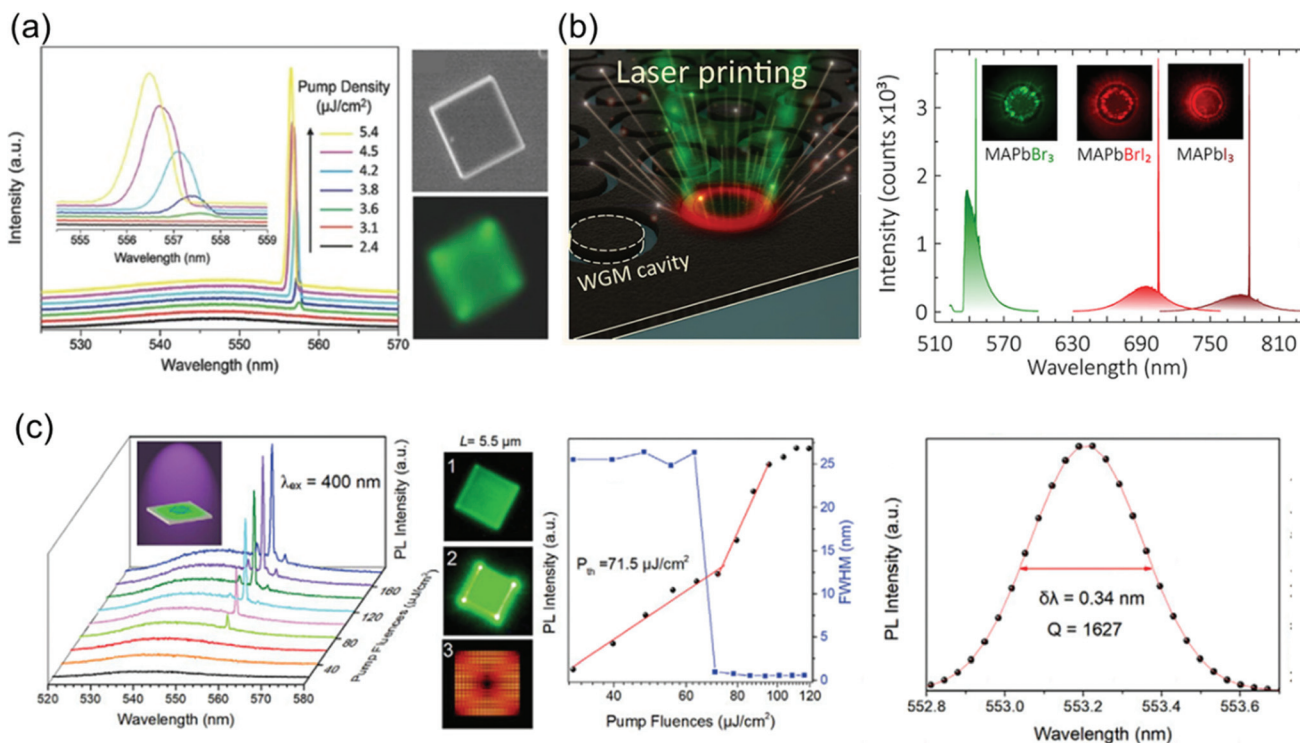 (a)
Intensity (a.u.)
Pump Density
(μJ/cm²)
5.4
4.5
4.2
3.8
3.6
3.1
2.4
555 556 557 558 559
Wavelength (nm)
530 540 550 560 570
Wavelength (nm)
(b)
Laser printing
WGM cavity
Intensity (counts x10³)
3
2
1
0
MAPbBr₃
MAPbBrI₂
MAPbI₃
510 570 630 690 750 810
Wavelength (nm)
(c)
λex = 400 nm
PL Intensity (a.u.)
160
120
80
40
Pump Fluences (μJ/cm²)
520 530 540 550 560 570 580
Wavelength (nm)
L= 5.5 μm
1
2
3
PL Intensity (a.u.)
Pth =71.5 μJ/cm²
25
20
15
10
5
0
FWHM (nm)
40 60 80 100 120
Pump Fluences (μJ/cm²)
PL Intensity (a.u.)
δλ = 0.34 nm
Q = 1627
552.8 553.0 553.2 553.4 553.6
Wavelength (nm)